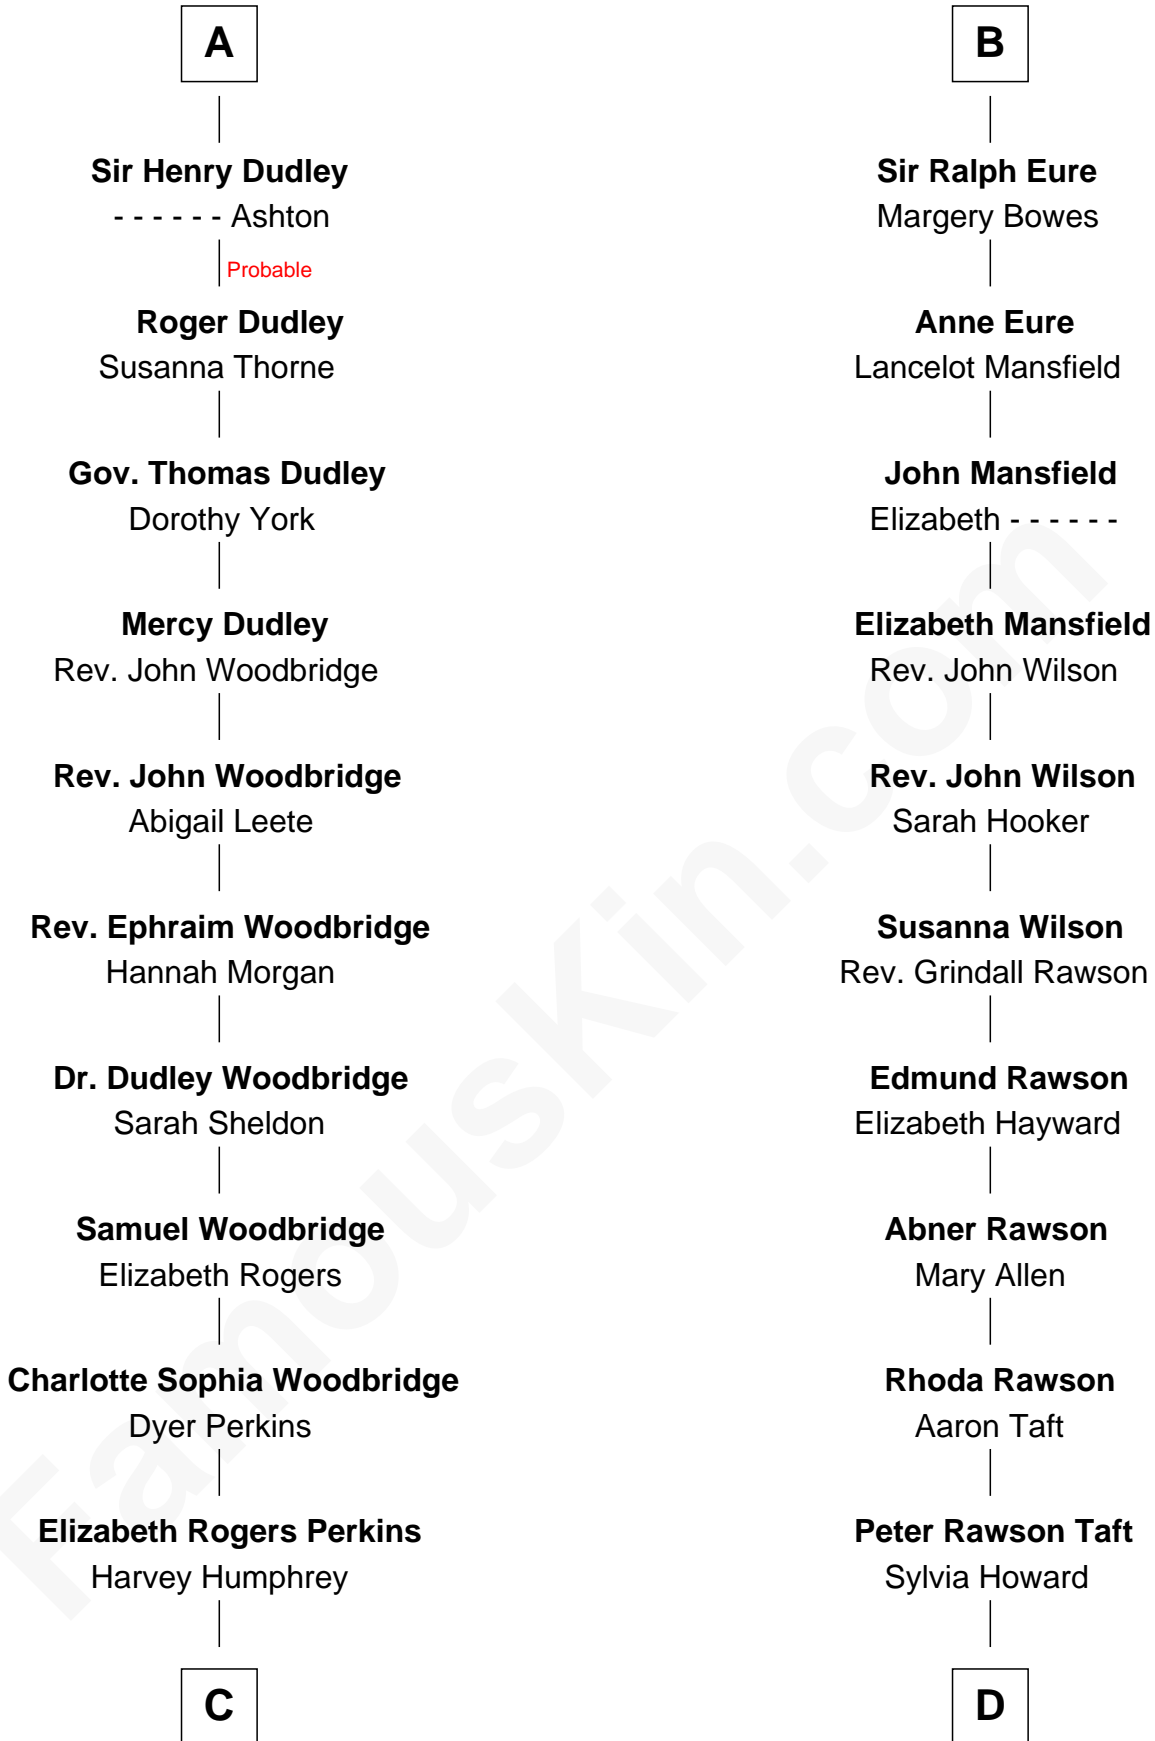 A
Sir Henry Dudley
- - - - - - Ashton
Probable
Roger Dudley
Susanna Thorne
Gov. Thomas Dudley
Dorothy York
Mercy Dudley
Rev. John Woodbridge
Rev. John Woodbridge
Abigail Leete
Rev. Ephraim Woodbridge
Hannah Morgan
Dr. Dudley Woodbridge
Sarah Sheldon
Samuel Woodbridge
Elizabeth Rogers
Charlotte Sophia Woodbridge
Dyer Perkins
Elizabeth Rogers Perkins
Harvey Humphrey
C
B
Sir Ralph Eure
Margery Bowes
Anne Eure
Lancelot Mansfield
John Mansfield
Elizabeth - - - - - -
Elizabeth Mansfield
Rev. John Wilson
Rev. John Wilson
Sarah Hooker
Susanna Wilson
Rev. Grindall Rawson
Edmund Rawson
Elizabeth Hayward
Abner Rawson
Mary Allen
Rhoda Rawson
Aaron Taft
Peter Rawson Taft
Sylvia Howard
D
FamousKin.com